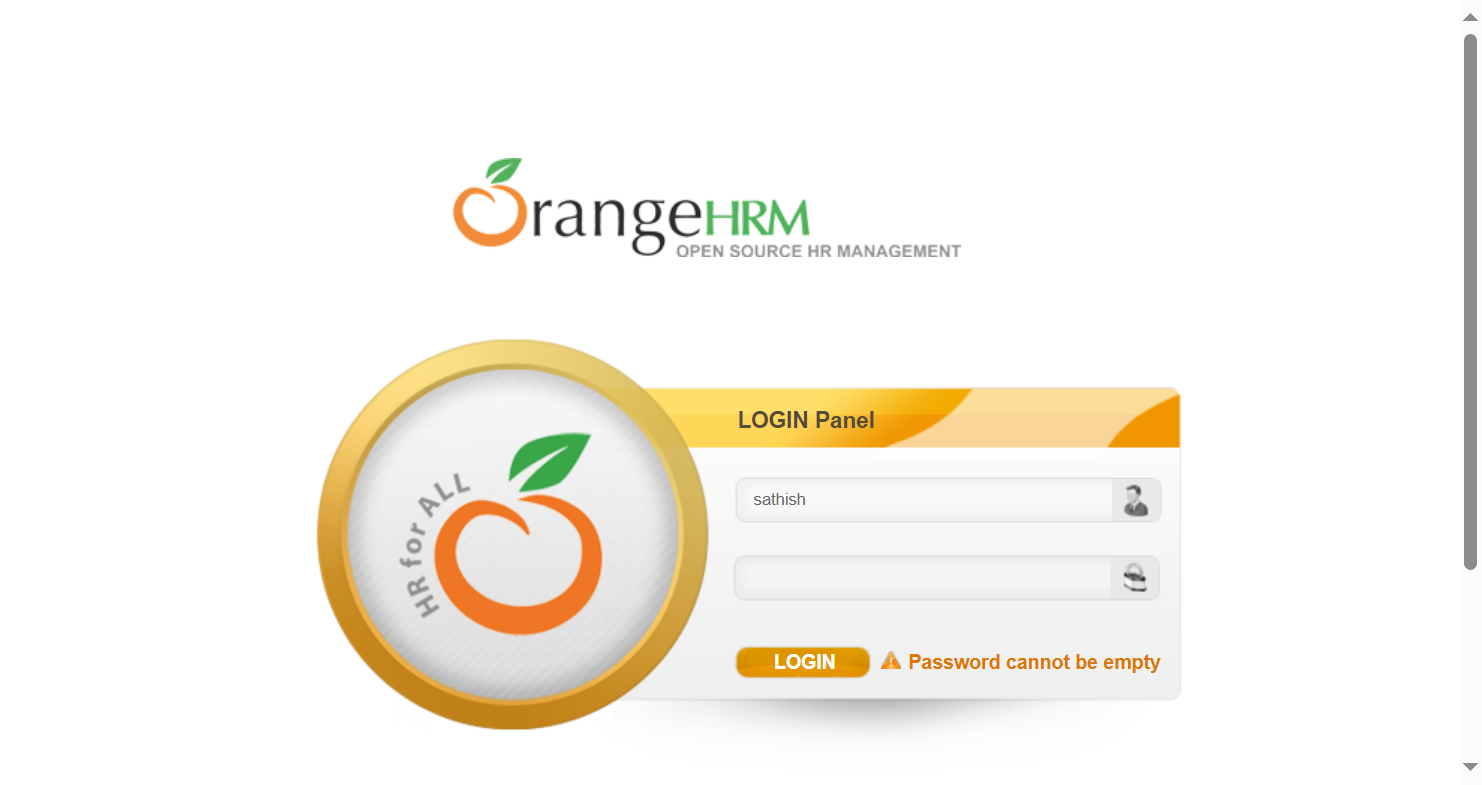 OrangeHRM
OPEN SOURCE HR MANAGEMENT
HR for ALL
LOGIN Panel
sathish
LOGIN
Password cannot be empty